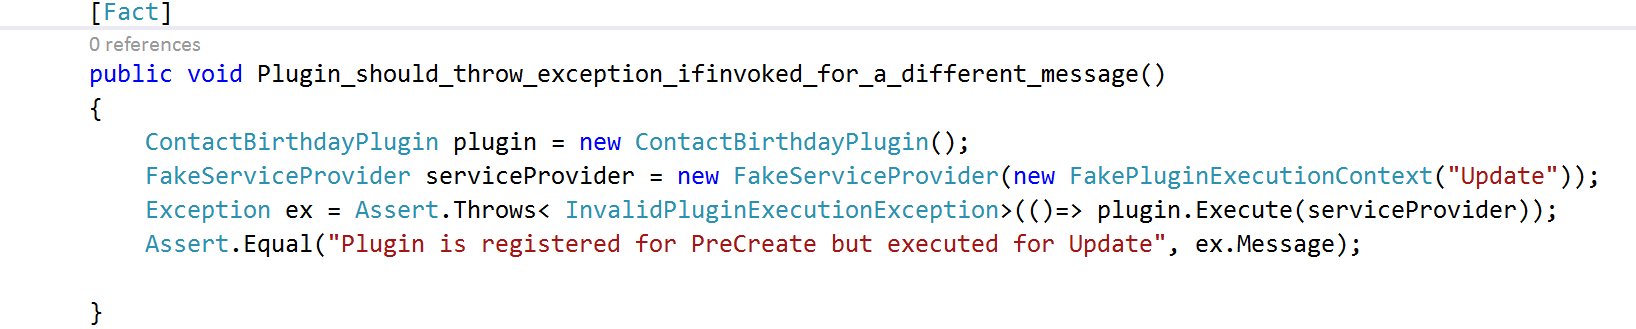 [Fact]
0 references
public void Plugin_should_throw_exception_ifinvoked_for_a_different_message()
{
ContactBirthdayPlugin plugin = new ContactBirthdayPlugin();
FakeServiceProvider serviceProvider = new FakeServiceProvider(new FakePluginExecutionContext("Update"));
Exception ex = Assert.Throws< InvalidPluginExecutionException>(()=> plugin.Execute(serviceProvider));
Assert.Equal("Plugin is registered for PreCreate but executed for Update", ex.Message);
}